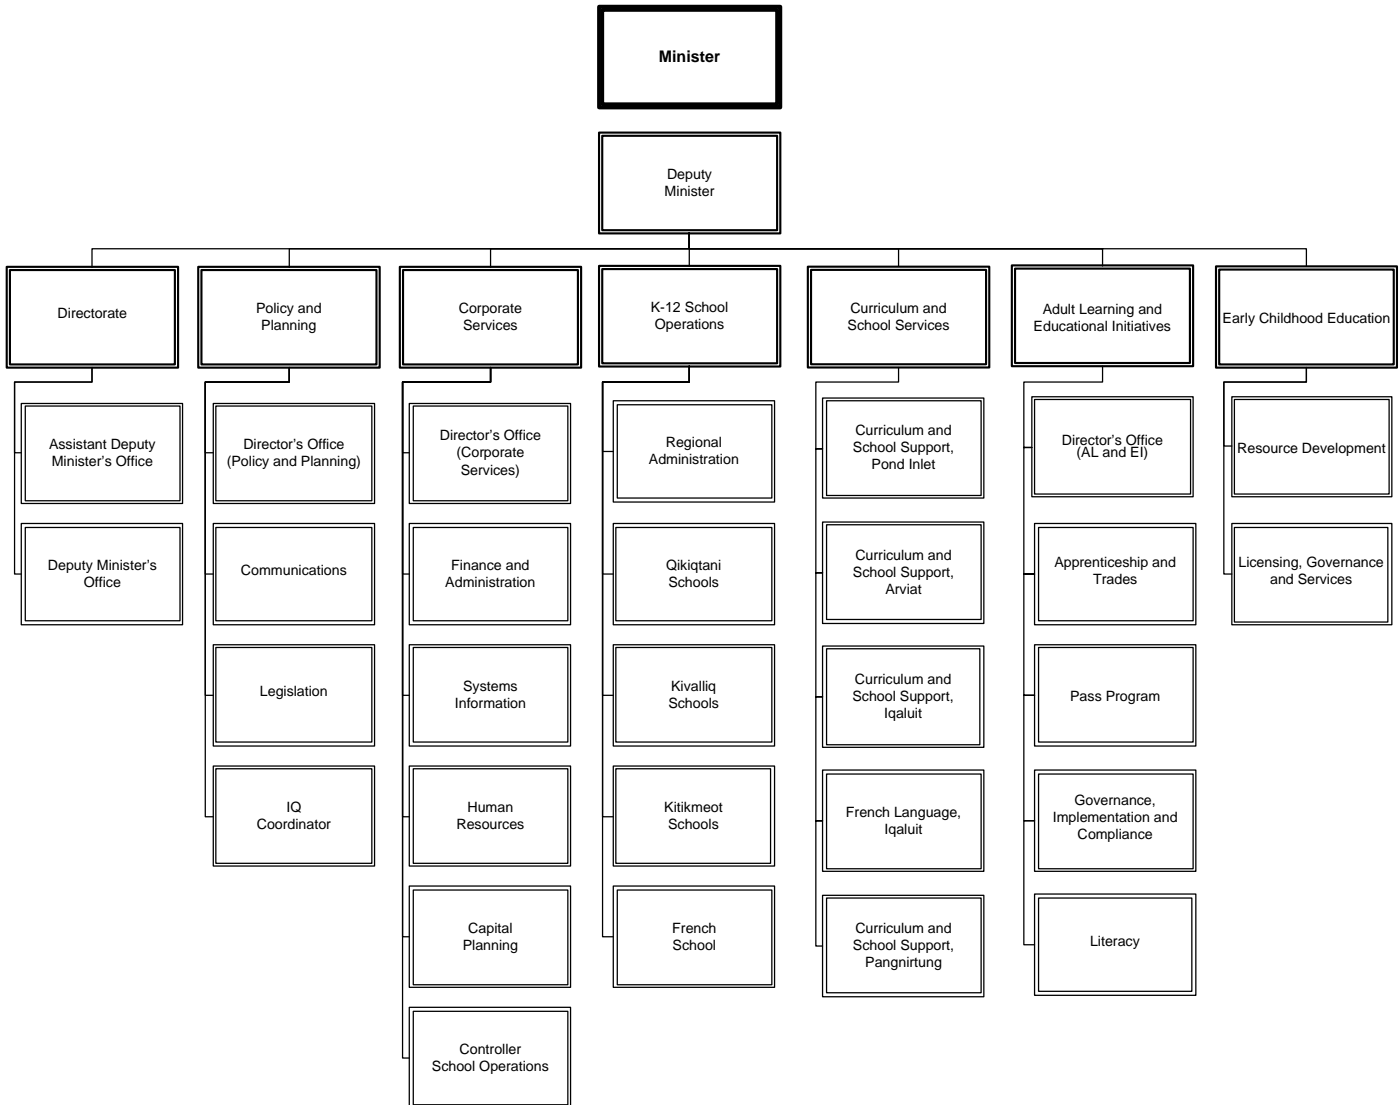 Minister
Deputy
Minister
Directorate
Policy and
Planning
Corporate
Services
K-12 School
Operations
Curriculum and
School Services
Adult Learning and
Educational Initiatives
Early Childhood Education
Assistant Deputy
Minister's Office
Deputy Minister's
Office
Director's Office
(Policy and Planning)
Communications
Legislation
IQ
Coordinator
Director's Office
(Corporate
Services)
Finance and
Administration
Systems
Information
Human
Resources
Capital
Planning
Controller
School Operations
Regional
Administration
Qikiqtani
Schools
Kivalliq
Schools
Kitikmeot
Schools
French
School
Curriculum and
School Support,
Pond Inlet
Curriculum and
School Support,
Arviat
Curriculum and
School Support,
Iqaluit
French Language,
Iqaluit
Curriculum and
School Support,
Pangnirtung
Director's Office
(AL and EI)
Apprenticeship and
Trades
Pass Program
Governance,
Implementation and
Compliance
Literacy
Resource Development
Licensing, Governance
and Services